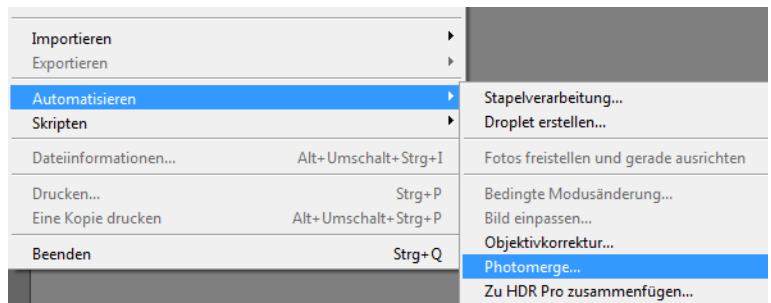 Importieren
Exportieren
Automatisieren
Skripten
Dateiinformationen... Alt+Umschalt+Strg+I
Drucken... Strg+P
Eine Kopie drucken Alt+Umschalt+Strg+P
Beenden Strg+Q
Stapelverarbeitung...
Droplet erstellen...
Fotos freistellen und gerade ausrichten
Bedingte Modusänderung...
Bild einpassen...
Objektivkorrektur...
Photomerge...
Zu HDR Pro zusammenfügen...